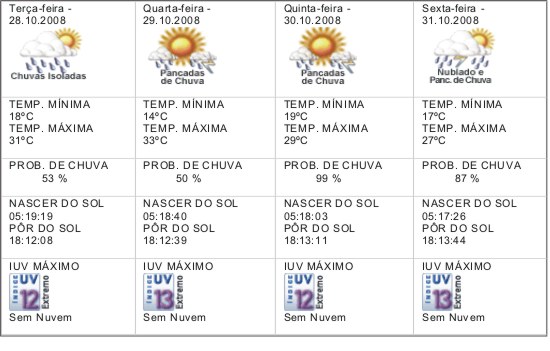 Terça-feira -
28.10.2008
Chuvas Isoladas
TEMP. MÍNIMA
18ºC
TEMP. MÁXIMA
31ºC
PROB. DE CHUVA
53 %
NASCER DO SOL
05:19:19
PÔR DO SOL
18:12:08
IUV MÁXIMO
ÍNDICE UV 12 Extremo
Sem Nuvem
Quarta-feira -
29.10.2008
Pancadas
de Chuva
TEMP. MÍNIMA
14ºC
TEMP. MÁXIMA
33ºC
PROB. DE CHUVA
50 %
NASCER DO SOL
05:18:40
PÔR DO SOL
18:12:39
IUV MÁXIMO
ÍNDICE UV 13 Extremo
Sem Nuvem
Quinta-feira -
30.10.2008
Pancadas
de Chuva
TEMP. MÍNIMA
19ºC
TEMP. MÁXIMA
29ºC
PROB. DE CHUVA
99 %
NASCER DO SOL
05:18:03
PÔR DO SOL
18:13:11
IUV MÁXIMO
ÍNDICE UV 12 Extremo
Sem Nuvem
Sexta-feira -
31.10.2008
Nublado e
Panc. de Chuva
TEMP. MÍNIMA
17ºC
TEMP. MÁXIMA
27ºC
PROB. DE CHUVA
87 %
NASCER DO SOL
05:17:26
PÔR DO SOL
18:13:44
IUV MÁXIMO
ÍNDICE UV 13 Extremo
Sem Nuvem